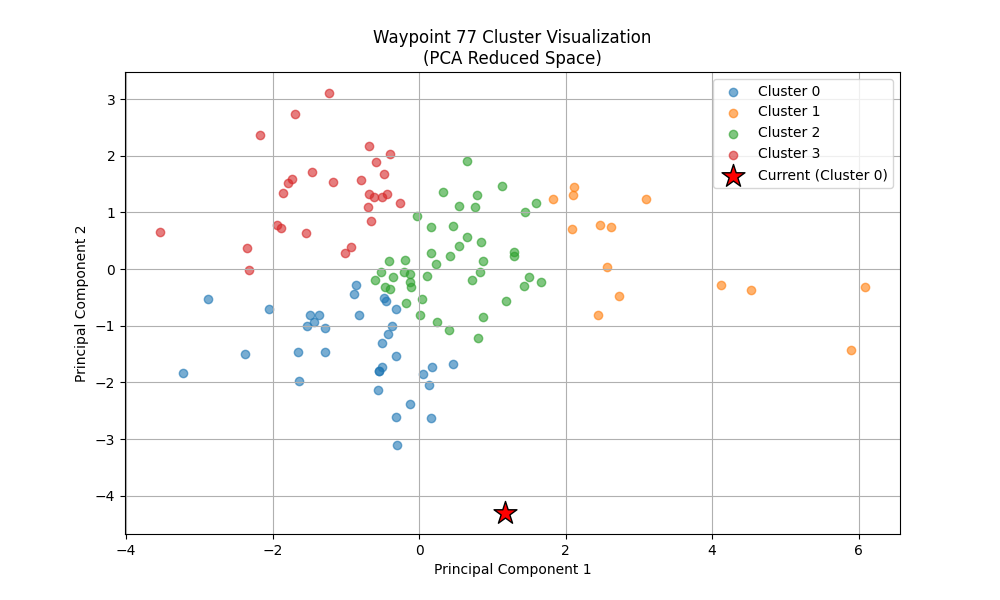 Waypoint 77 Cluster Visualization
(PCA Reduced Space)
Principal Component 2
3
2
1
0
−1
−2
−3
−4
Cluster 0
Cluster 1
Cluster 2
Cluster 3
Current (Cluster 0)
−4
−2
0
2
4
6
Principal Component 1